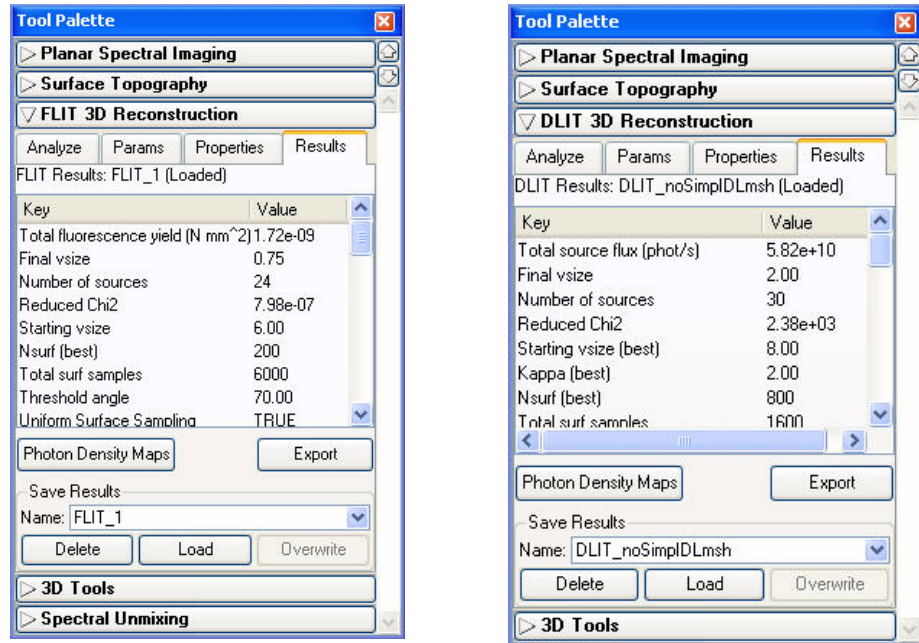 Tool Palette
Planar Spectral Imaging
Surface Topography
FLIT 3D Reconstruction
Analyze Params Properties Results
FLIT Results: FLIT_1 (Loaded)
Key Value
Total fluorescence yield (N mm^2) 1.72e-09
Final vsize 0.75
Number of sources 24
Reduced Chi2 7.98e-07
Starting vsize 6.00
Nsurf (best) 200
Total surf samples 6000
Threshold angle 70.00
Uniform Surface Sampling TRUE
Photon Density Maps Export
Save Results
Name: FLIT_1
Delete Load Overwrite
3D Tools
Spectral Unmixing
Tool Palette
Planar Spectral Imaging
Surface Topography
DLIT 3D Reconstruction
Analyze Params Properties Results
DLIT Results: DLIT_noSimplDLmsh (Loaded)
Key Value
Total source flux (phot/s) 5.82e+10
Final vsize 2.00
Number of sources 30
Reduced Chi2 2.38e+03
Starting vsize (best) 8.00
Kappa (best) 2.00
Nsurf (best) 800
Total surf samples 1600
Photon Density Maps Export
Save Results
Name: DLIT_noSimplDLmsh
Delete Load Overwrite
3D Tools